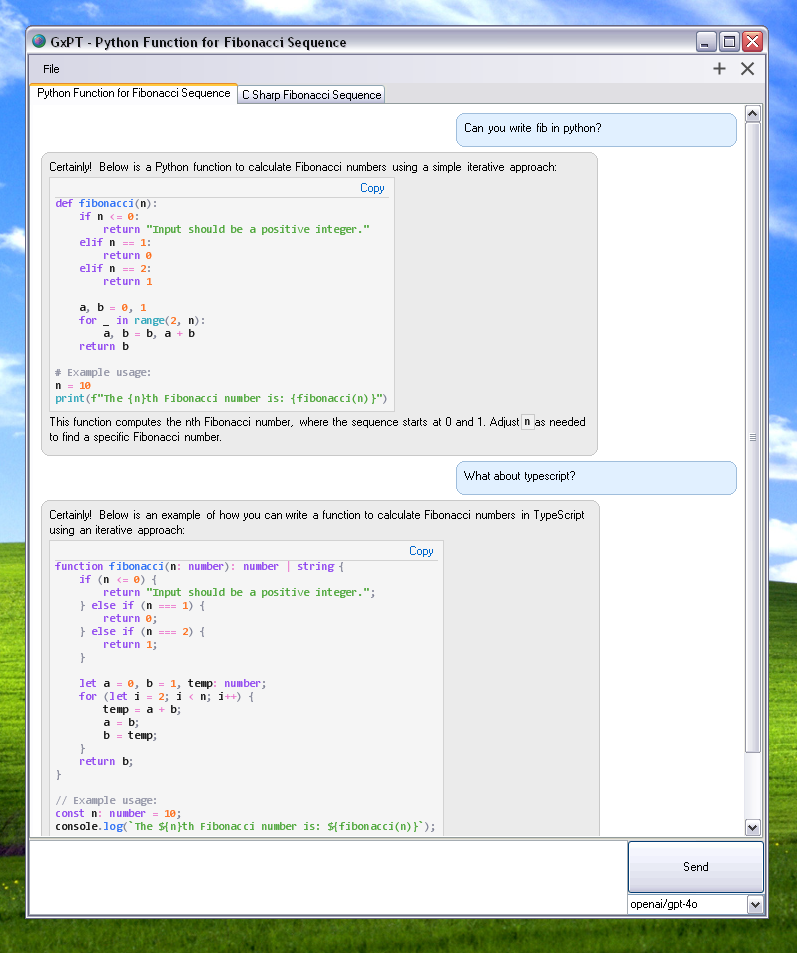 GxPT - Python Function for Fibonacci Sequence
File
Python Function for Fibonacci Sequence
C Sharp Fibonacci Sequence
Can you write fib in python?
Certainly! Below is a Python function to calculate Fibonacci numbers using a simple iterative approach:
Copy
def fibonacci(n):
    if n <= 0:
        return "Input should be a positive integer."
    elif n == 1:
        return 0
    elif n == 2:
        return 1

    a, b = 0, 1
    for _ in range(2, n):
        a, b = b, a + b
    return b

# Example usage:
n = 10
print(f"The {n}th Fibonacci number is: {fibonacci(n)}")
This function computes the nth Fibonacci number, where the sequence starts at 0 and 1. Adjust n as needed
to find a specific Fibonacci number.
What about typescript?
Certainly! Below is an example of how you can write a function to calculate Fibonacci numbers in TypeScript
using an iterative approach:
Copy
function fibonacci(n: number): number | string {
    if (n <= 0) {
        return "Input should be a positive integer.";
    } else if (n === 1) {
        return 0;
    } else if (n === 2) {
        return 1;
    }

    let a = 0, b = 1, temp: number;
    for (let i = 2; i < n; i++) {
        temp = a + b;
        a = b;
        b = temp;
    }
    return b;
}

// Example usage:
const n: number = 10;
console.log(`The ${n}th Fibonacci number is: ${fibonacci(n)}`);
Send
openai/gpt-4o